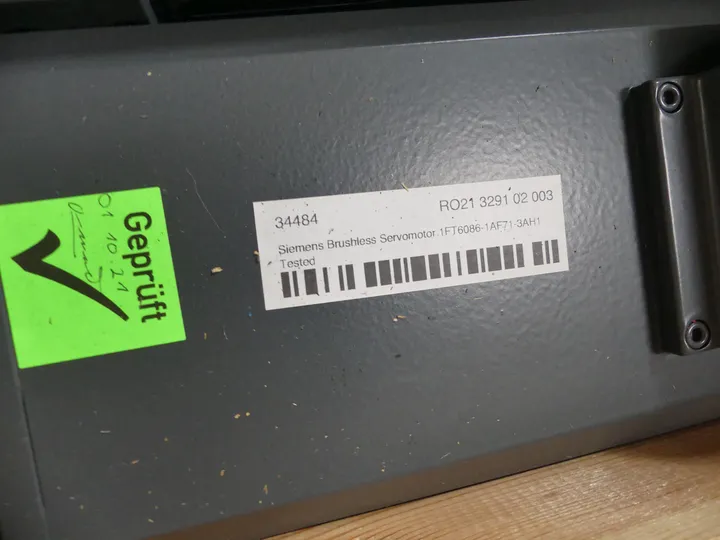 34484
RO21 3291 02 003
Siemens Brushless Servomotor 1FT6086-1AF71-3AH1
Tested
Geprüft
01 10.21